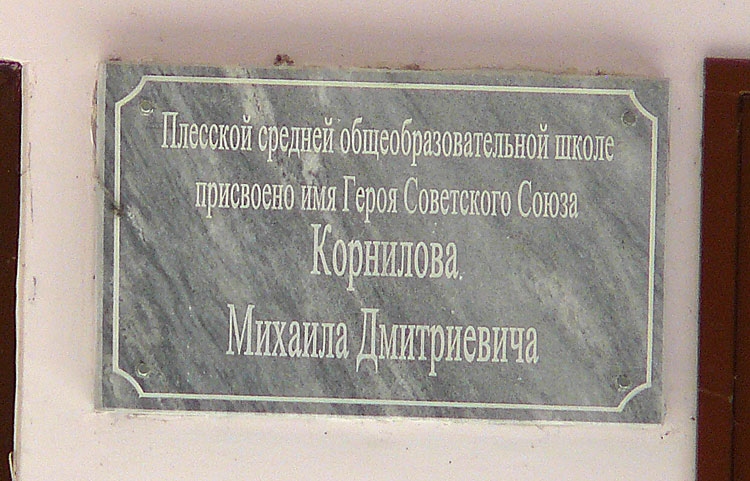 Плесской средней общеобразовательной школе
присвоено имя Героя Советского Союза
Корнилова
Михаила Дмитриевича